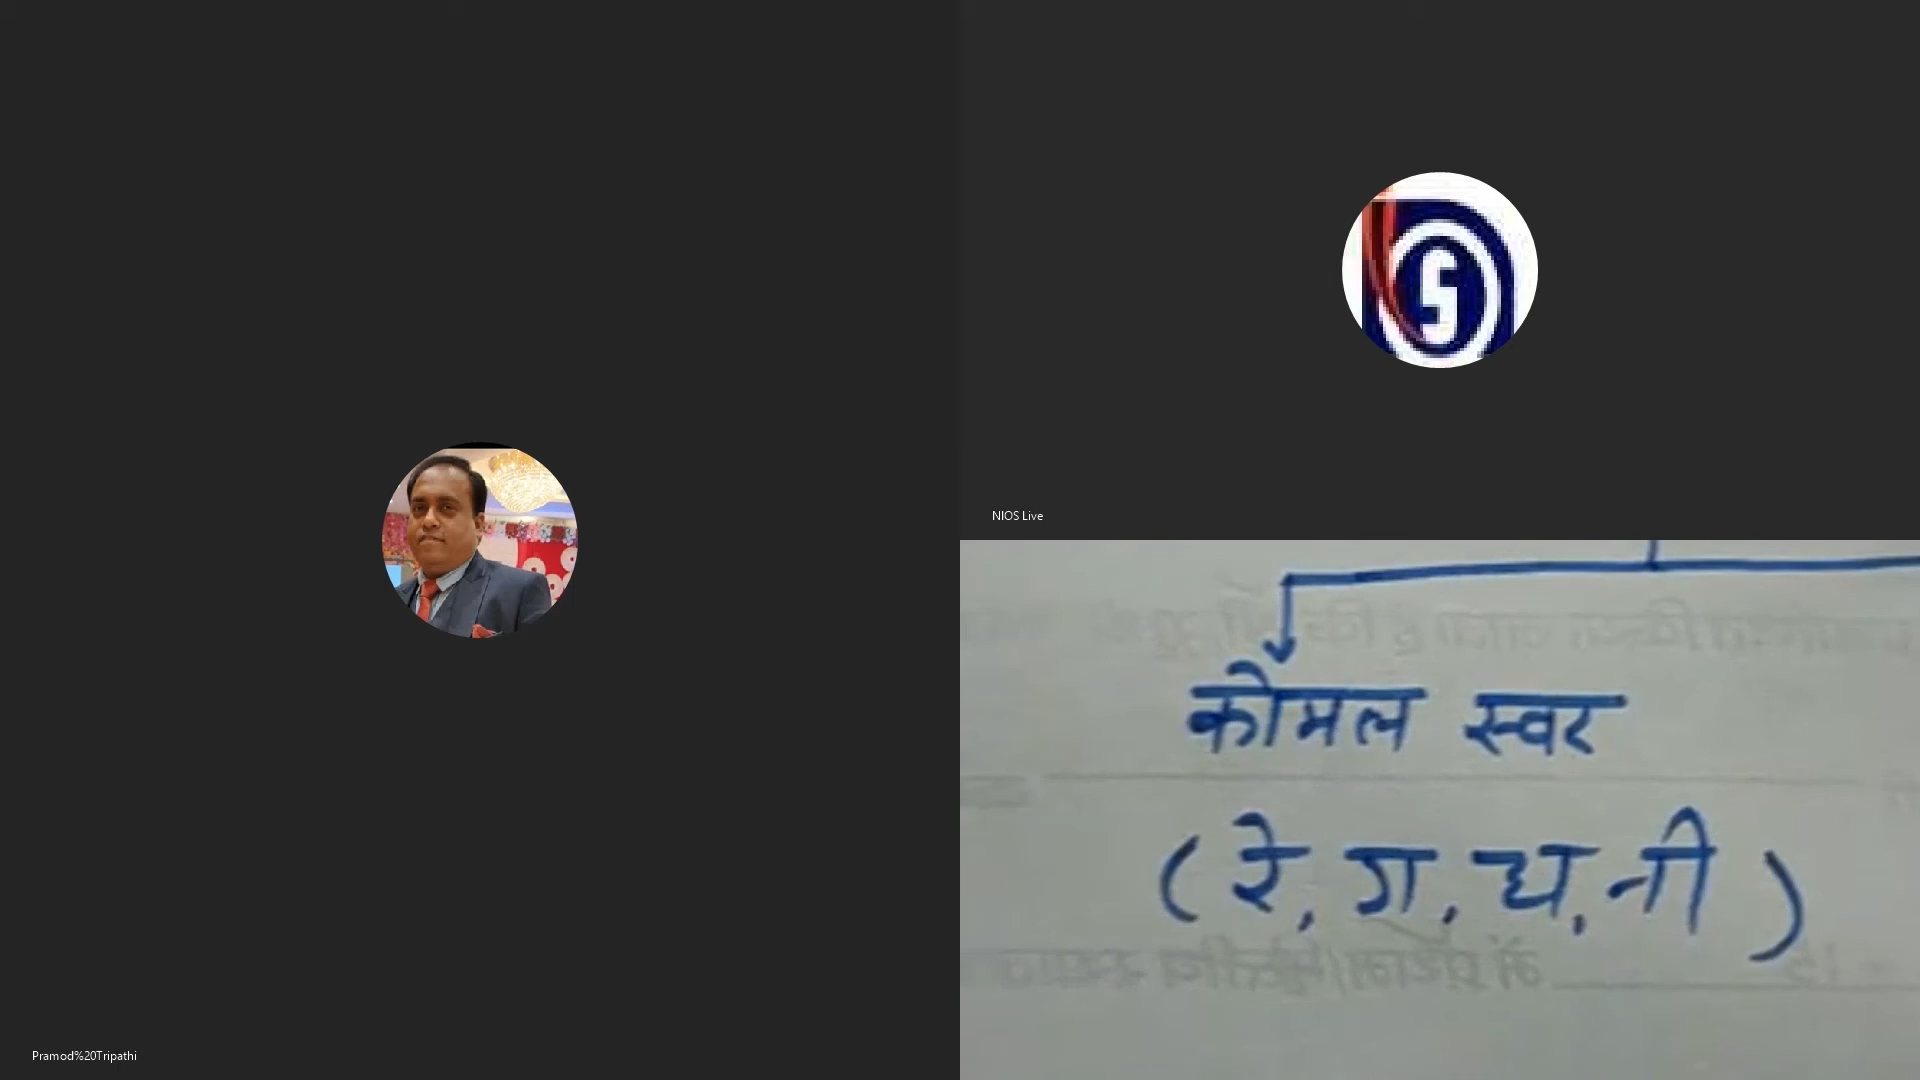 NIOS Live
कोमल स्वर
( रे, ग, ध, नी )
Pramod%20Tripathi